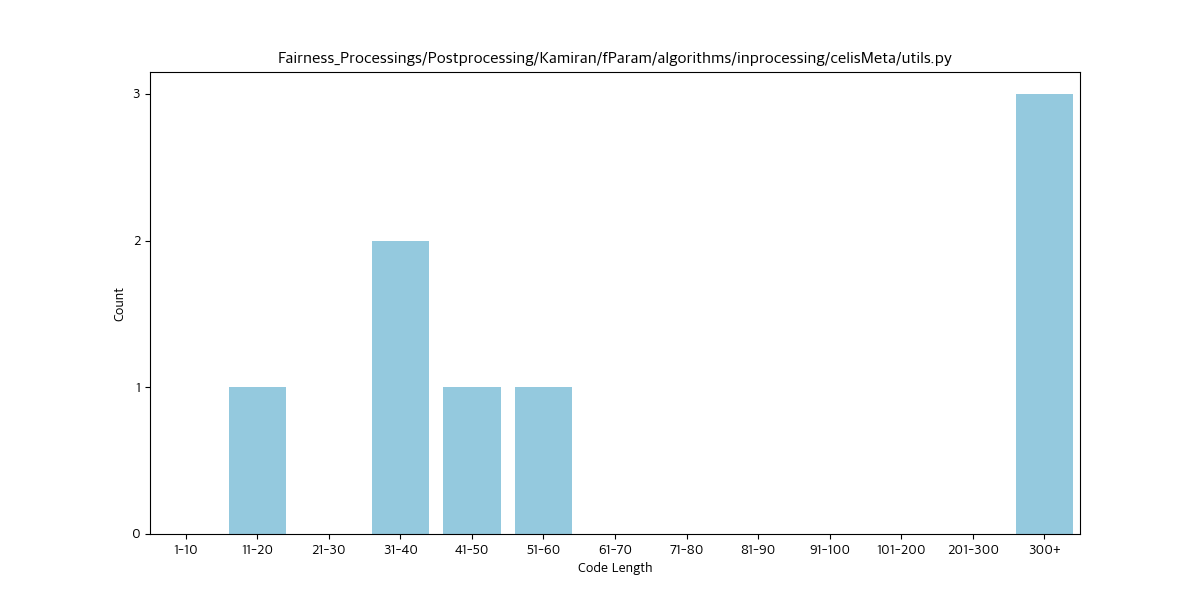 Fairness_Processings/Postprocessing/Kamiran/fParam/algorithms/inprocessing/celisMeta/utils.py
3
2
1
0
Count
1-10 11-20 21-30 31-40 41-50 51-60 61-70 71-80 81-90 91-100 101-200 201-300 300+
Code Length